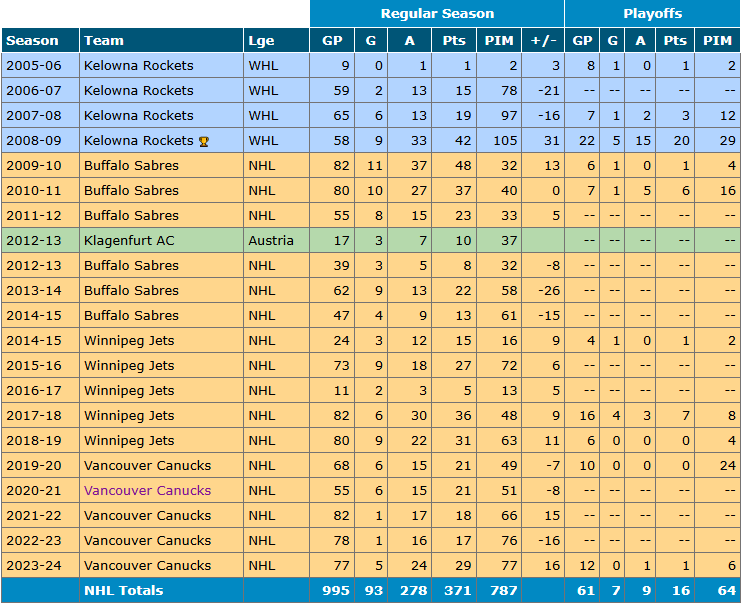 Regular Season Playoffs
Season Team Lge GP G A Pts PIM +/- GP G A Pts PIM
2005-06 Kelowna Rockets WHL 9 0 1 1 2 3 8 1 0 1 2
2006-07 Kelowna Rockets WHL 59 2 13 15 78 -21 -- -- -- -- --
2007-08 Kelowna Rockets WHL 65 6 13 19 97 -16 7 1 2 3 12
2008-09 Kelowna Rockets WHL 58 9 33 42 105 31 22 5 15 20 29
2009-10 Buffalo Sabres NHL 82 11 37 48 32 13 6 1 0 1 4
2010-11 Buffalo Sabres NHL 80 10 27 37 40 0 7 1 5 6 16
2011-12 Buffalo Sabres NHL 55 8 15 23 33 5 -- -- -- -- --
2012-13 Klagenfurt AC Austria 17 3 7 10 37 -- -- -- -- --
2012-13 Buffalo Sabres NHL 39 3 5 8 32 -8 -- -- -- -- --
2013-14 Buffalo Sabres NHL 62 9 13 22 58 -26 -- -- -- -- --
2014-15 Buffalo Sabres NHL 47 4 9 13 61 -15 -- -- -- -- --
2014-15 Winnipeg Jets NHL 24 3 12 15 16 9 4 1 0 1 2
2015-16 Winnipeg Jets NHL 73 9 18 27 72 6 -- -- -- -- --
2016-17 Winnipeg Jets NHL 11 2 3 5 13 5 -- -- -- -- --
2017-18 Winnipeg Jets NHL 82 6 30 36 48 9 16 4 3 7 8
2018-19 Winnipeg Jets NHL 80 9 22 31 63 11 6 0 0 0 4
2019-20 Vancouver Canucks NHL 68 6 15 21 49 -7 10 0 0 0 24
2020-21 Vancouver Canucks NHL 55 6 15 21 51 -8 -- -- -- -- --
2021-22 Vancouver Canucks NHL 82 1 17 18 66 15 -- -- -- -- --
2022-23 Vancouver Canucks NHL 78 1 16 17 76 -16 -- -- -- -- --
2023-24 Vancouver Canucks NHL 77 5 24 29 77 16 12 0 1 1 6
NHL Totals 995 93 278 371 787 61 7 9 16 64